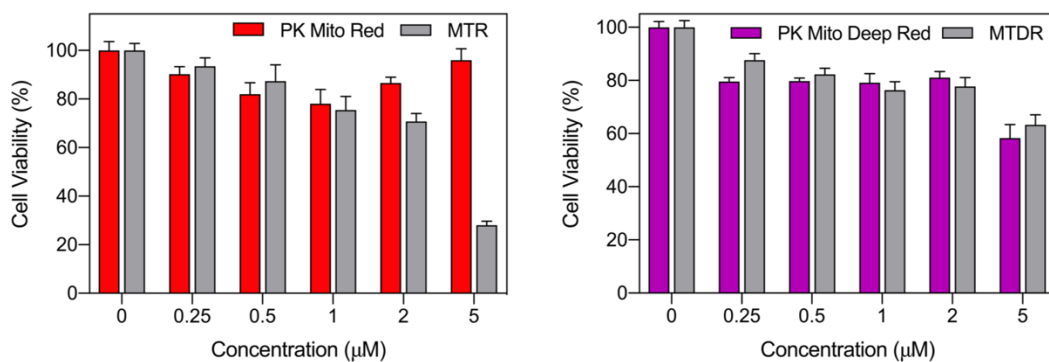 PK Mito Red MTR
100
80
60
40
20
0
Cell Viability (%)
0 0.25 0.5 1 2 5
Concentration (μM)
PK Mito Deep Red MTDR
100
80
60
40
20
0
Cell Viability (%)
0 0.25 0.5 1 2 5
Concentration (μM)